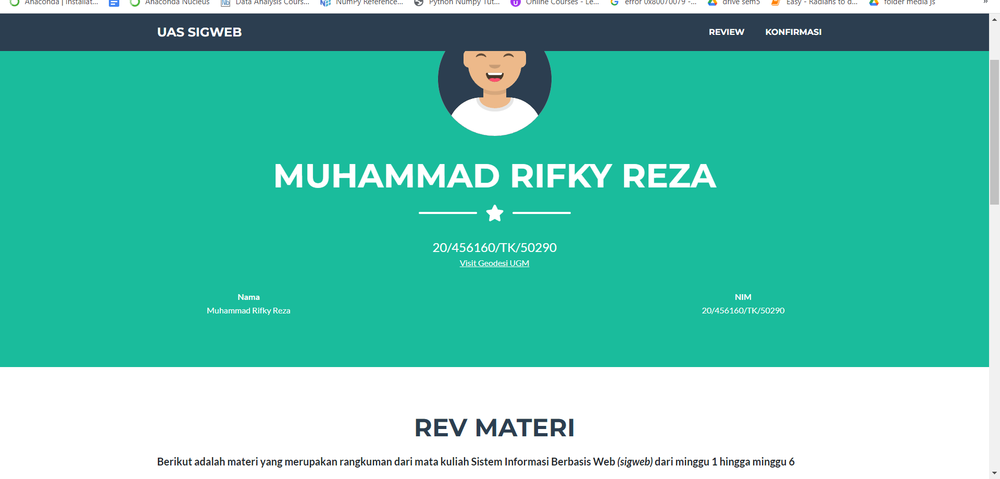 Anaconda | Installat... Anaconda Nucleus Data Analysis Cours... NumPy Reference... Python Numpy Tut... Online Courses - Le... error 0x80070079 -... drive sem5 Easy - Radians to d... folder media js »
UAS SIGWEB REVIEW KONFIRMASI
MUHAMMAD RIFKY REZA
20/456160/TK/50290
Visit Geodesi UGM
Nama NIM
Muhammad Rifky Reza 20/456160/TK/50290
REV MATERI
Berikut adalah materi yang merupakan rangkuman dari mata kuliah Sistem Informasi Berbasis Web (sigweb) dari minggu 1 hingga minggu 6